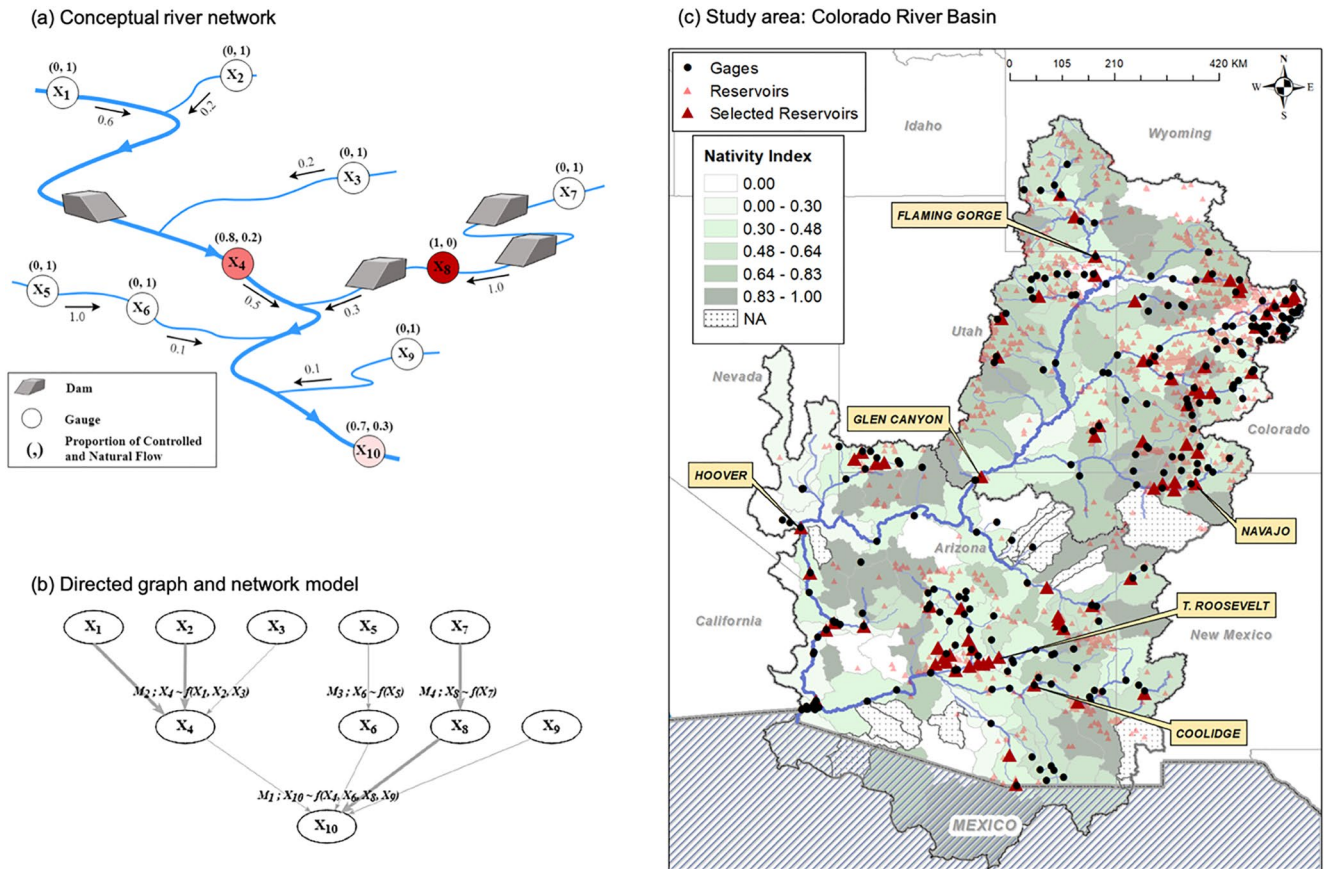 (a) Conceptual river network
(0, 1)
X1
0.6
(0, 1)
X2
0.2
(0, 1)
X3
0.2
(0, 1)
X7
(0.8, 0.2)
X4
0.5
(1, 0)
X8
1.0
0.3
(0, 1)
X5
1.0
(0, 1)
X6
0.1
(0,1)
X9
0.1
(0.7, 0.3)
X10
Dam
Gauge
(,) Proportion of Controlled
and Natural Flow
(b) Directed graph and network model
X1 X2 X3 X5 X7
M2 ; X4 ~ f(X1, X2, X3) M3 ; X6 ~ f(X5) M4 ; X8 ~ f(X7)
X4 X6 X8 X9
M1 ; X10 ~ f(X4, X6, X8, X9)
X10
(c) Study area: Colorado River Basin
Gages
Reservoirs
Selected Reservoirs
0 105 210 420 KM
N
W E
S
Nativity Index
0.00
0.00 - 0.30
0.30 - 0.48
0.48 - 0.64
0.64 - 0.83
0.83 - 1.00
NA
Idaho
Wyoming
FLAMING GORGE
Utah
Nevada
GLEN CANYON
Colorado
HOOVER
NAVAJO
Arizona
T. ROOSEVELT
California
New Mexico
COOLIDGE
MEXICO